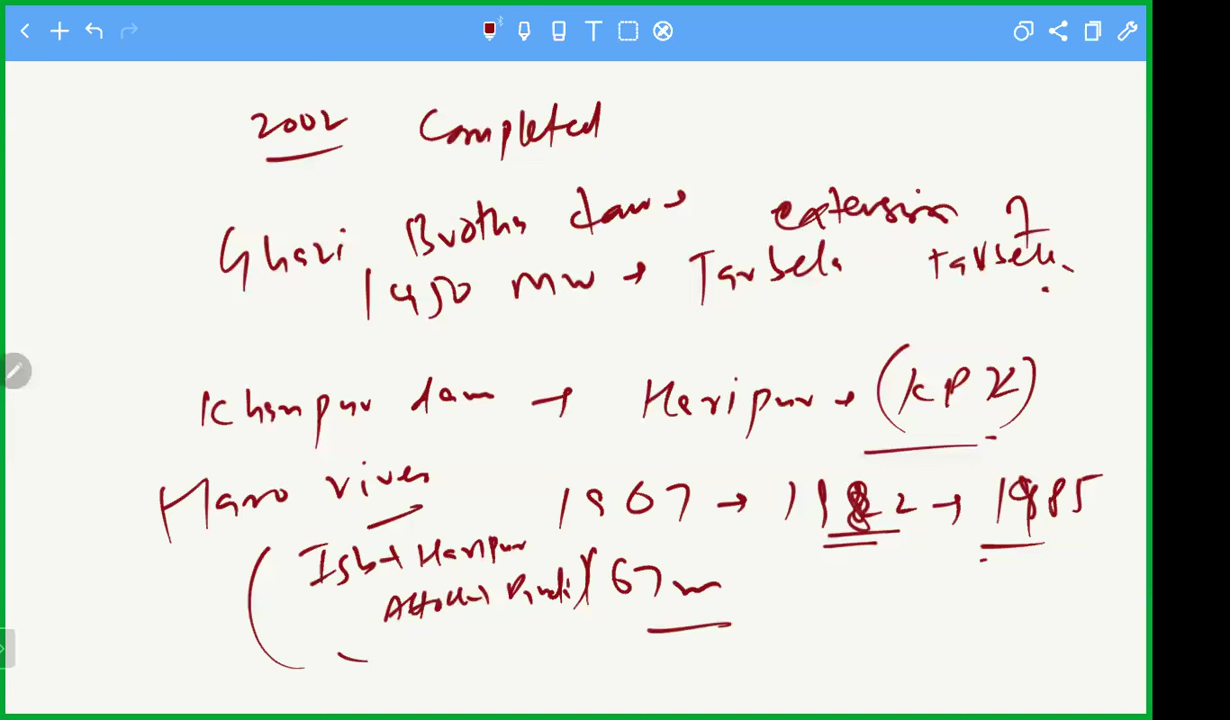 2002 Completed
Ghazi Brotha dam → extension of
1450 MW → Tarbela Tarbela.
Khanpur dam → Haripur → (KPK)
Haro river 1967 → 1982 → 1985
(Isb + Haripur
Attock + Pindi) 67 m